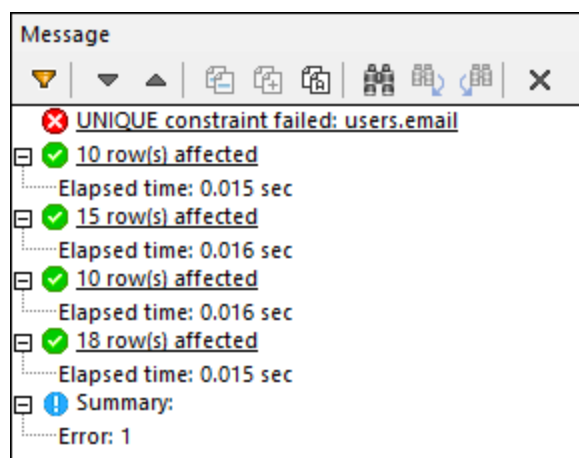 Message
UNIQUE constraint failed: users.email
10 row(s) affected
Elapsed time: 0.015 sec
15 row(s) affected
Elapsed time: 0.016 sec
10 row(s) affected
Elapsed time: 0.016 sec
18 row(s) affected
Elapsed time: 0.015 sec
Summary:
Error: 1